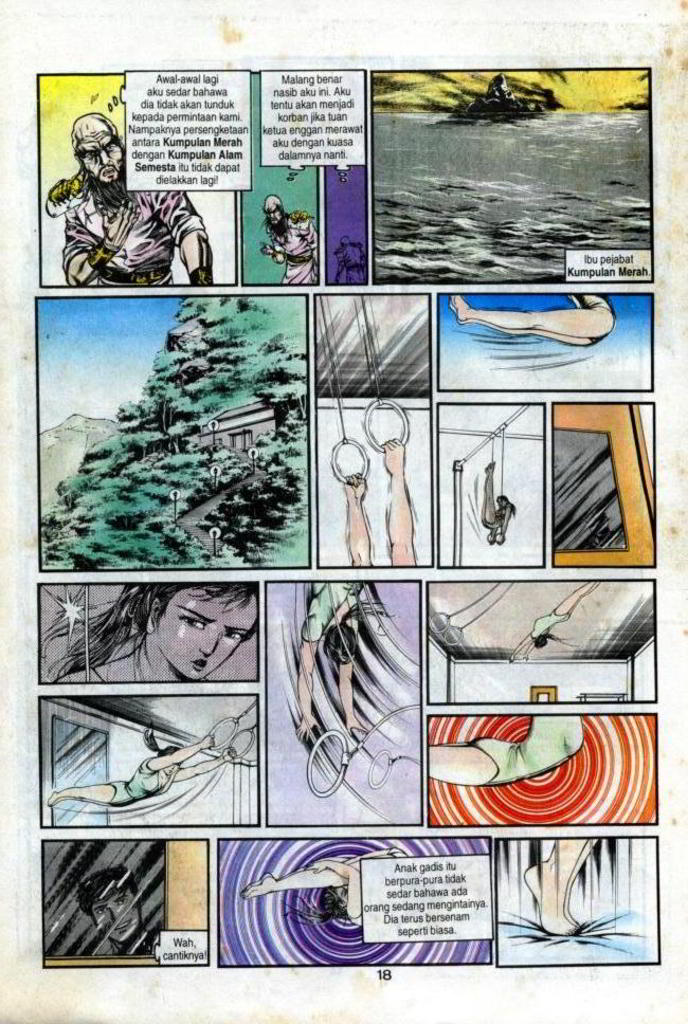 Awal-awal lagi
aku sedar bahawa
dia tidak akan tunduk
kepada permintaan kami.
Nampaknya persengketaan
antara Kumpulan Merah
dengan Kumpulan Alam
Semesta itu tidak dapat
dielakkan lagi!
Malang benar
nasib aku ini. Aku
tentu akan menjadi
korban jika tuan
ketua enggan merawat
aku dengan kuasa
dalamnya nanti.
Ibu pejabat
Kumpulan Merah.
Wah,
cantiknya!
Anak gadis itu
berpura-pura tidak
sedar bahawa ada
orang sedang mengintainya.
Dia terus bersenam
seperti biasa.
18